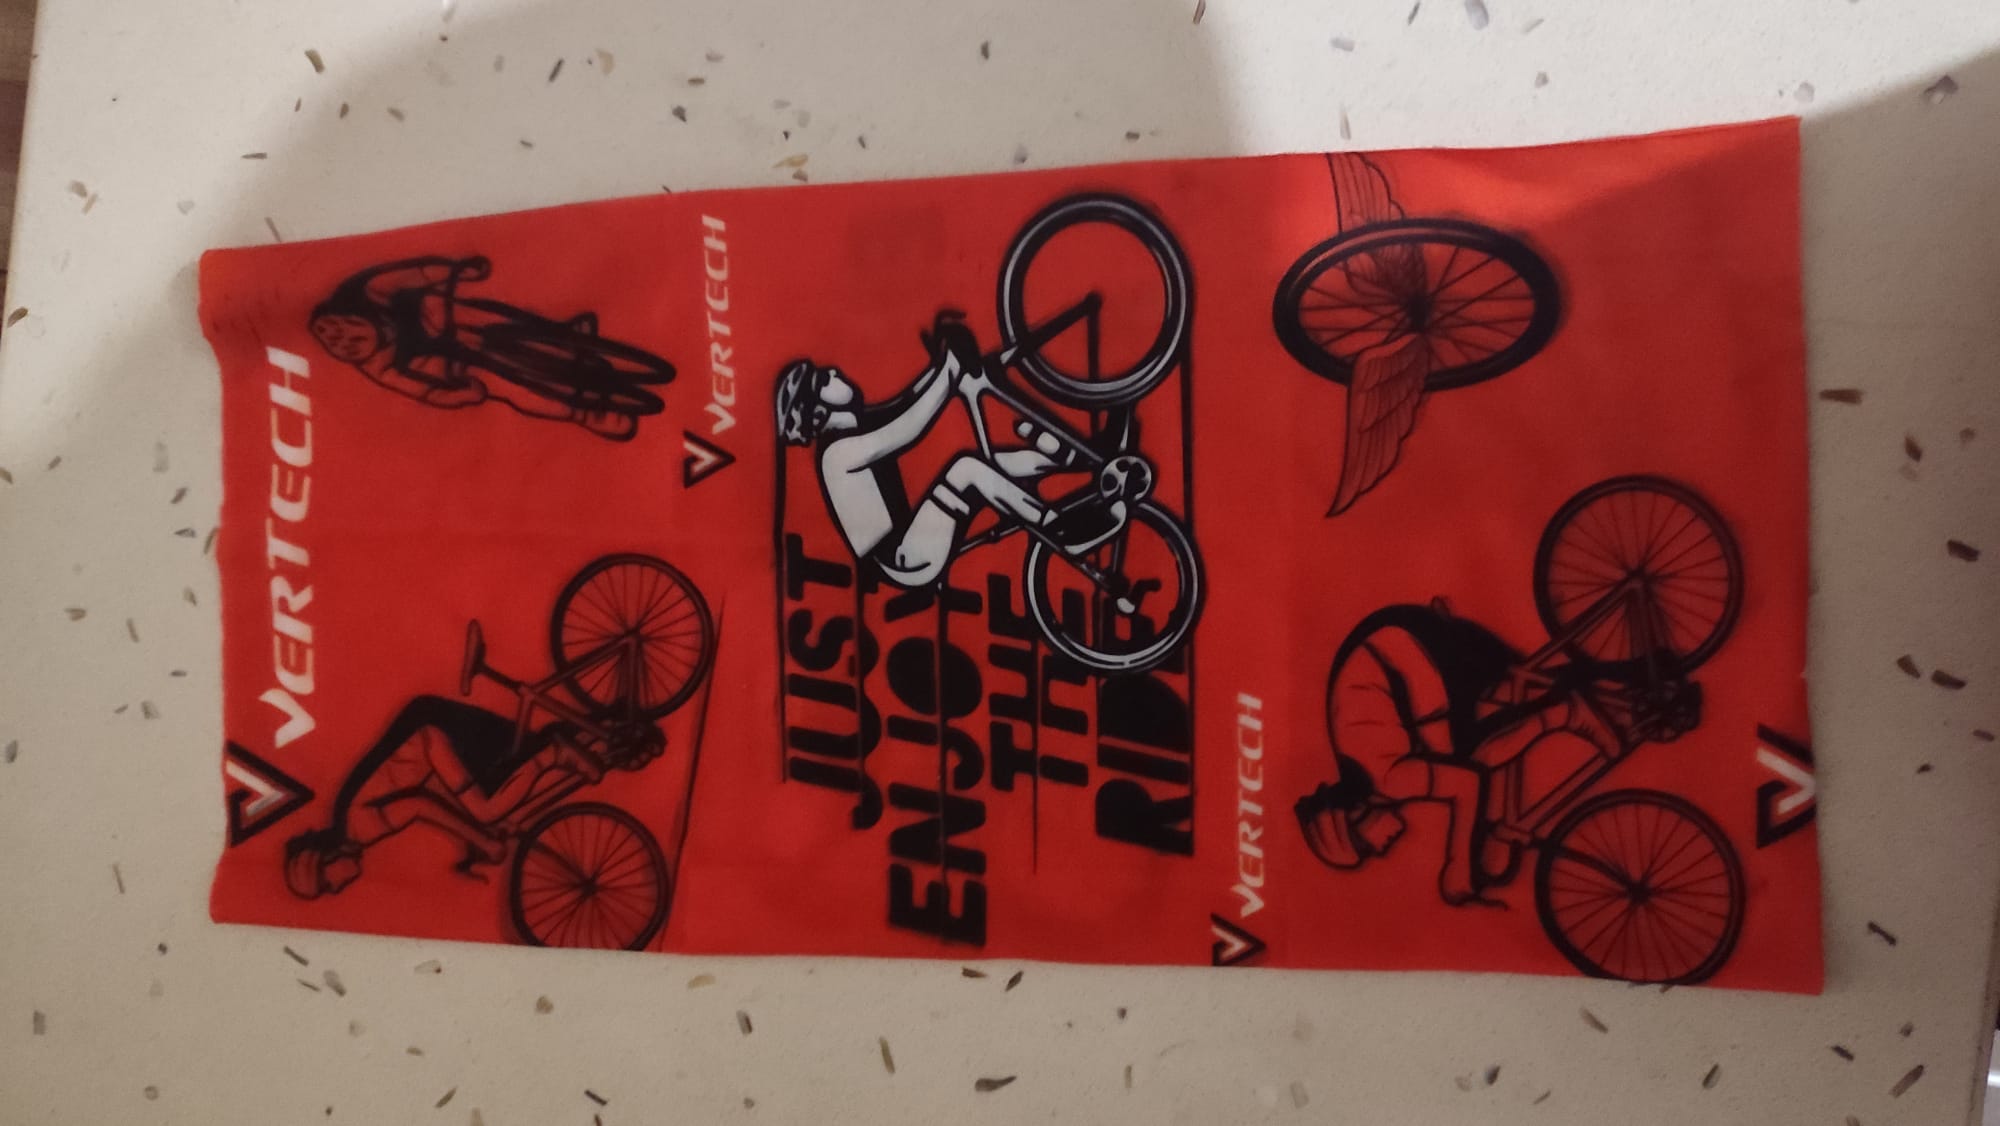 VERTECH
VERTECH
JUST
ENJOY
THE
RIDE
VERTECH